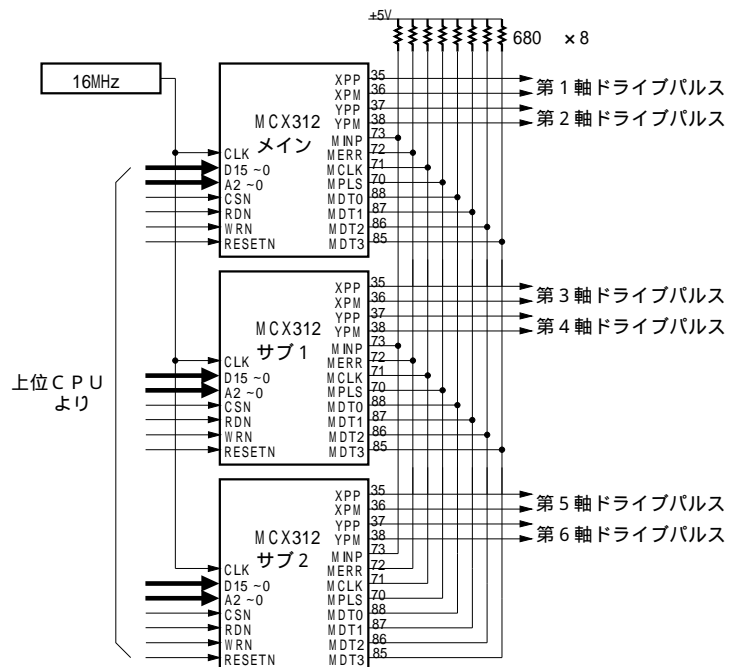 +5V
680 ×8
16MHz
MCX312
メイン
CLK
D15~0
A2~0
CSN
RDN
WRN
RESETN
XPP 35
XPM 36
YPP 37
YPM 38
MINP 73
MERR 72
MCLK 71
MPLS 70
MDT0 88
MDT1 87
MDT2 86
MDT3 85
第1軸ドライブパルス
第2軸ドライブパルス
上位CPU
より
MCX312
サブ1
CLK
D15~0
A2~0
CSN
RDN
WRN
RESETN
XPP 35
XPM 36
YPP 37
YPM 38
MINP 73
MERR 72
MCLK 71
MPLS 70
MDT0 88
MDT1 87
MDT2 86
MDT3 85
第3軸ドライブパルス
第4軸ドライブパルス
MCX312
サブ2
CLK
D15~0
A2~0
CSN
RDN
WRN
RESETN
XPP 35
XPM 36
YPP 37
YPM 38
MINP 73
MERR 72
MCLK 71
MPLS 70
MDT0 88
MDT1 87
MDT2 86
MDT3 85
第5軸ドライブパルス
第6軸ドライブパルス